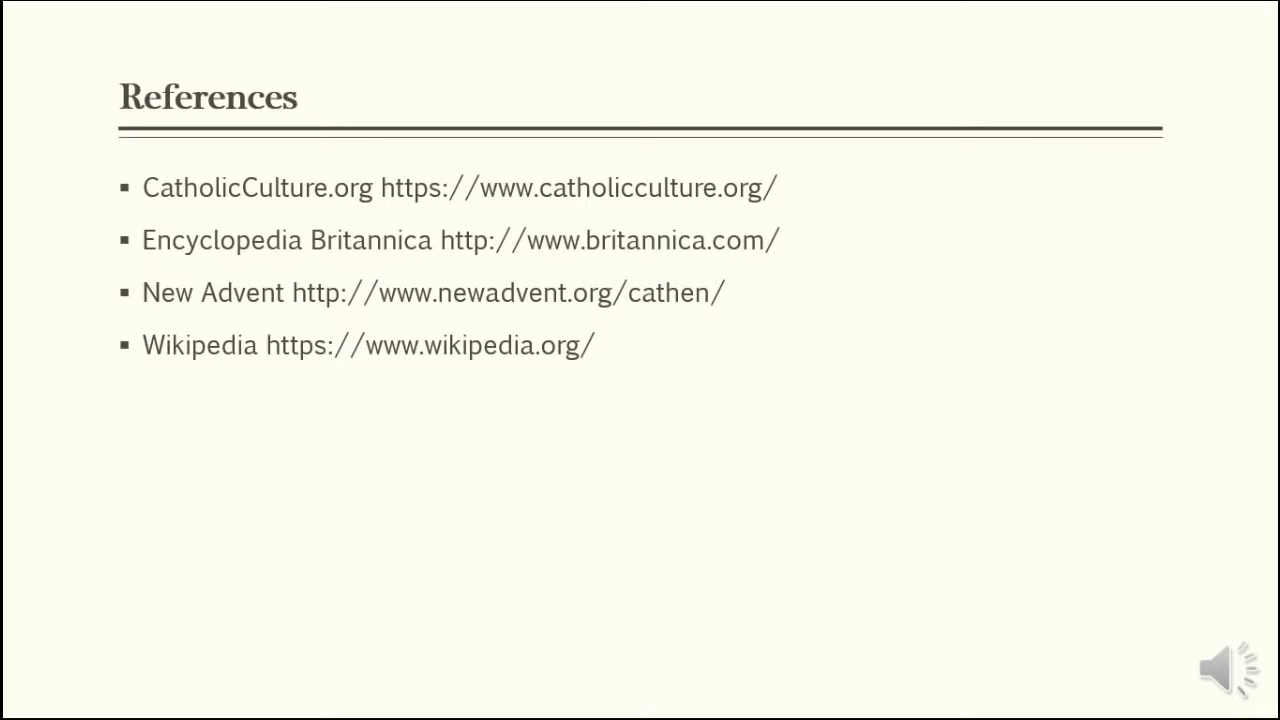 References
▪ CatholicCulture.org https://www.catholicculture.org/
▪ Encyclopedia Britannica http://www.britannica.com/
▪ New Advent http://www.newadvent.org/cathen/
▪ Wikipedia https://www.wikipedia.org/